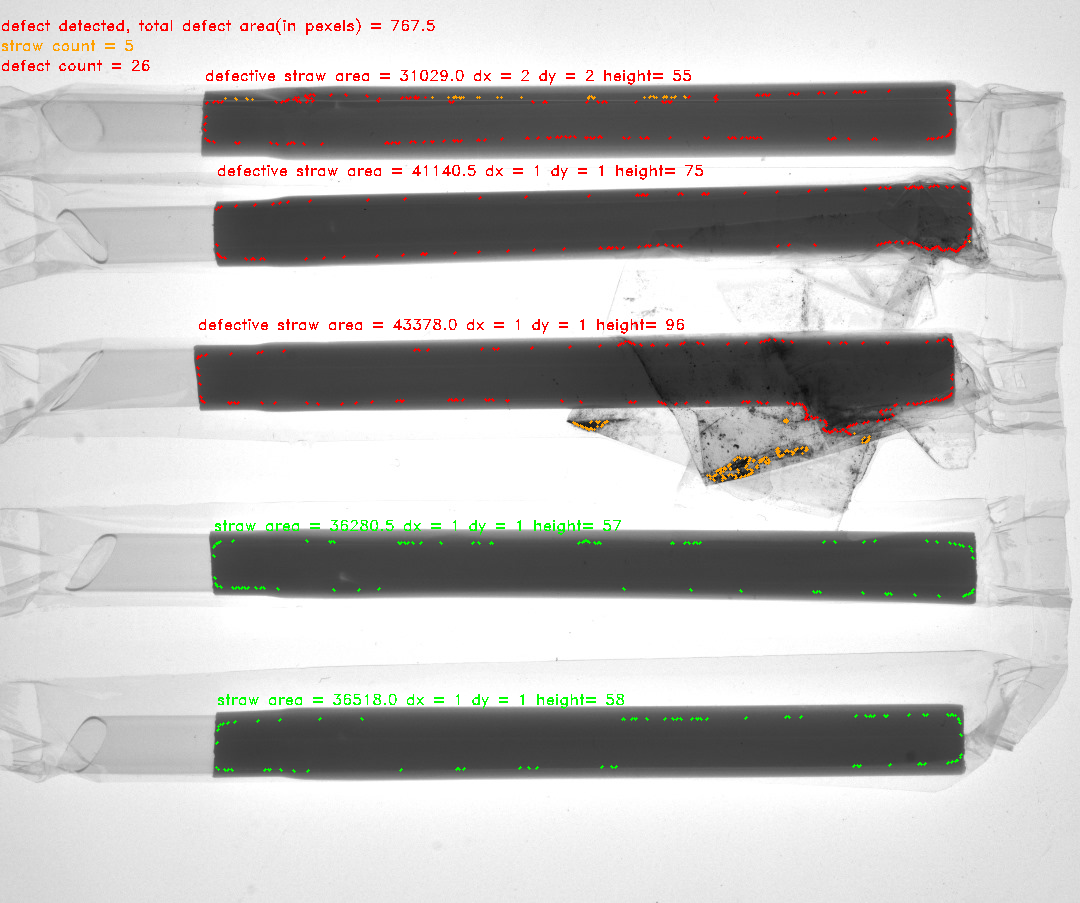 defect detected, total defect area(in pexels) = 767.5
straw count = 5
defect count = 26
defective straw area = 31029.0 dx = 2 dy = 2 height= 55
defective straw area = 41140.5 dx = 1 dy = 1 height= 75
defective straw area = 43378.0 dx = 1 dy = 1 height= 96
straw area = 36280.5 dx = 1 dy = 1 height= 57
straw area = 36518.0 dx = 1 dy = 1 height= 58